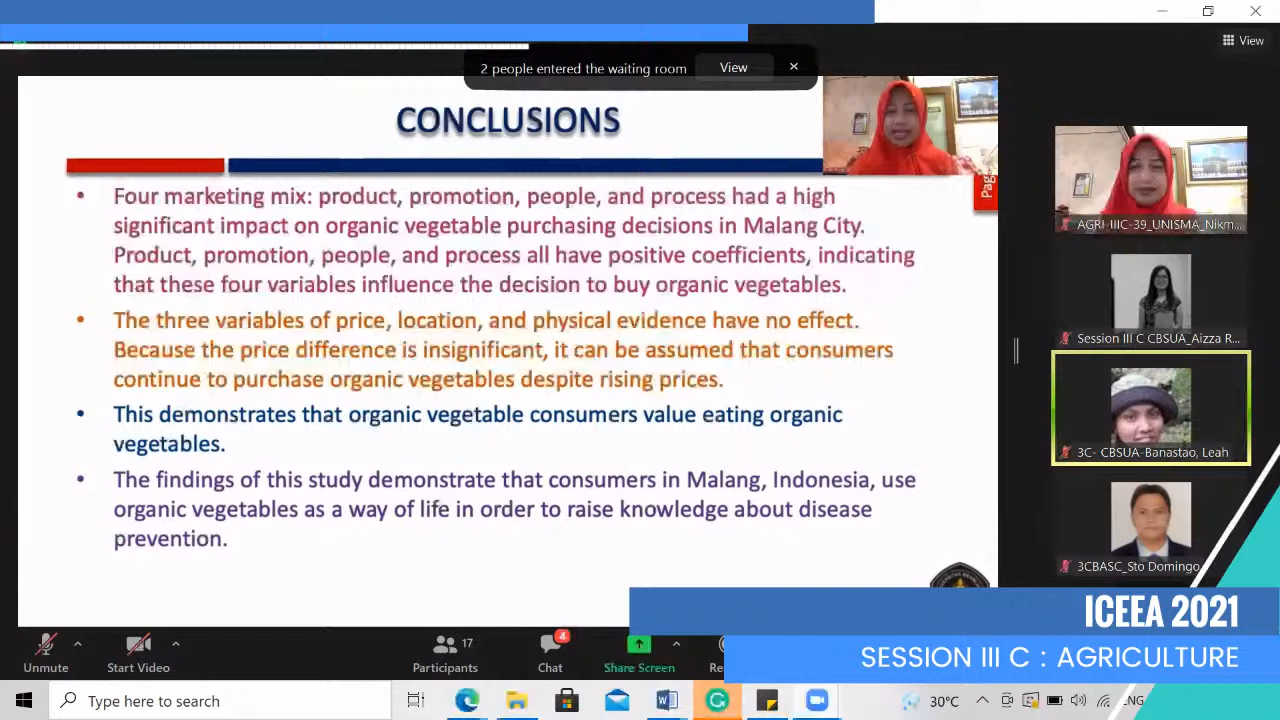 View
2 people entered the waiting room
View
CONCLUSIONS
Pag
• Four marketing mix: product, promotion, people, and process had a high
significant impact on organic vegetable purchasing decisions in Malang City.
Product, promotion, people, and process all have positive coefficients, indicating
that these four variables influence the decision to buy organic vegetables.
• The three variables of price, location, and physical evidence have no effect.
Because the price difference is insignificant, it can be assumed that consumers
continue to purchase organic vegetables despite rising prices.
• This demonstrates that organic vegetable consumers value eating organic
vegetables.
• The findings of this study demonstrate that consumers in Malang, Indonesia, use
organic vegetables as a way of life in order to raise knowledge about disease
prevention.
AGRI-IIIC-39_UNISMA_Nikm...
Session III C CBSUA_Aizza R...
3C- CBSUA-Banastao, Leah
3CBASC_Sto Domingo
ICEEA 2021
SESSION III C : AGRICULTURE
Unmute
Start Video
17
Participants
4
Chat
Share Screen
Re
Type here to search
30°C
ENG